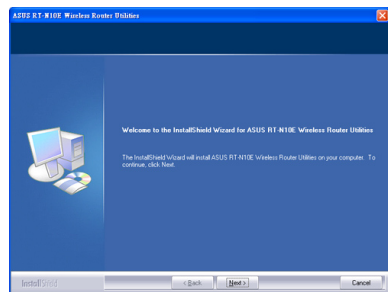 ASUS RT-N10E Wireless Router Utilities
Welcome to the InstallShield Wizard for ASUS RT-N10E Wireless Router Utilities
The InstallShield Wizard will install ASUS RT-N10E Wireless Router Utilities on your computer. To
continue, click Next.
InstallShield
< Back
Next >
Cancel